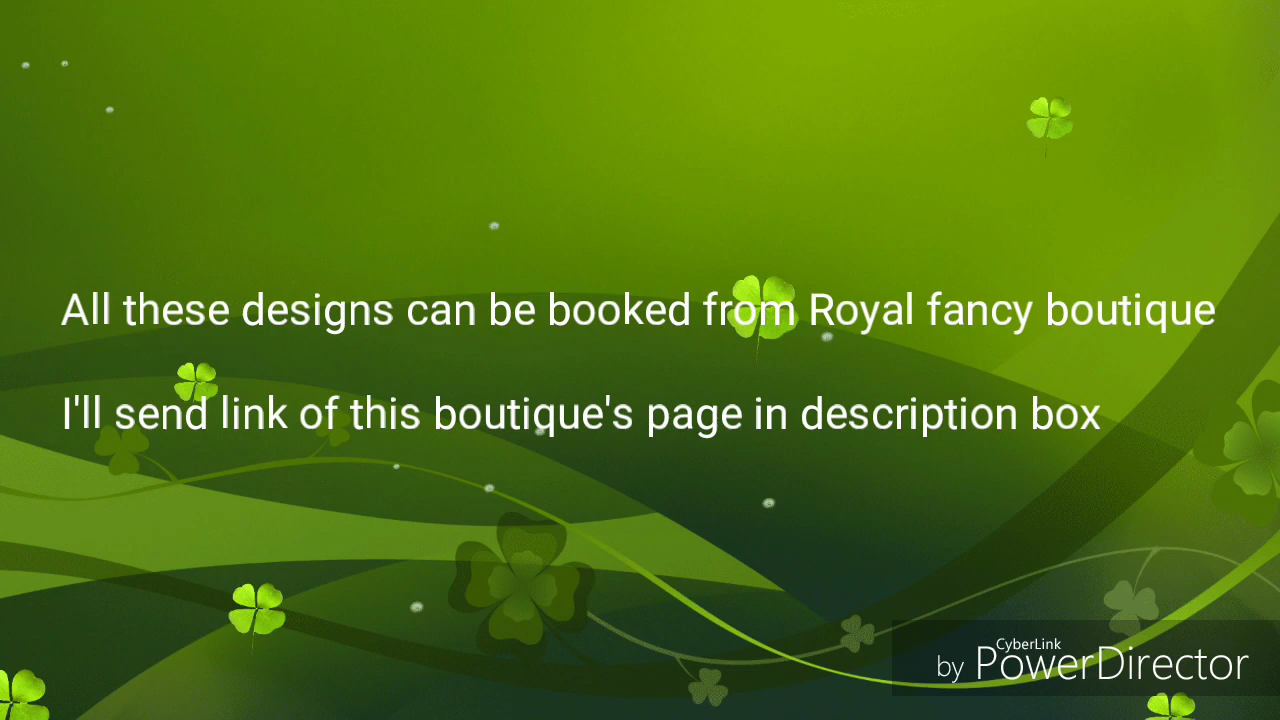 All these designs can be booked from Royal fancy boutique
I'll send link of this boutique's page in description box
CyberLink
by PowerDirector